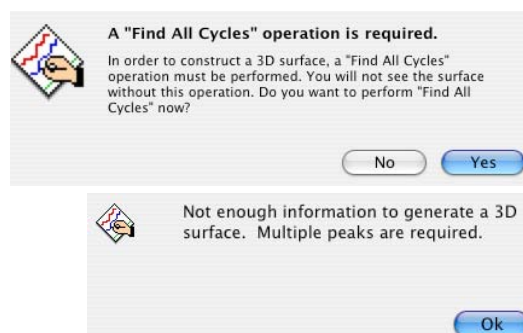 A "Find All Cycles" operation is required.
In order to construct a 3D surface, a "Find All Cycles"
operation must be performed. You will not see the surface
without this operation. Do you want to perform "Find All
Cycles" now?
No
Yes
Not enough information to generate a 3D
surface. Multiple peaks are required.
Ok